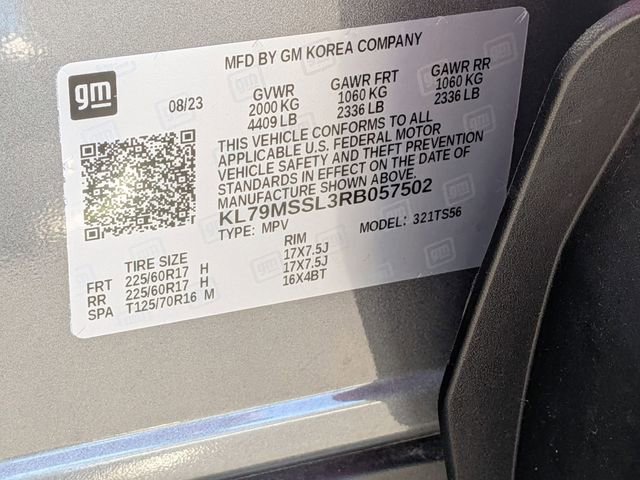 MFD BY GM KOREA COMPANY
gm
08/23
GVWR GAWR FRT GAWR RR
2000 KG 1060 KG 1060 KG
4409 LB 2336 LB 2336 LB
THIS VEHICLE CONFORMS TO ALL
APPLICABLE U.S. FEDERAL MOTOR
VEHICLE SAFETY AND THEFT PREVENTION
STANDARDS IN EFFECT ON THE DATE OF
MANUFACTURE SHOWN ABOVE.
KL79MSSL3RB057502
TYPE: MPV MODEL: 321TS56
TIRE SIZE RIM
FRT 225/60R17 H 17X7.5J
RR 225/60R17 H 17X7.5J
SPA T125/70R16 M 16X4BT